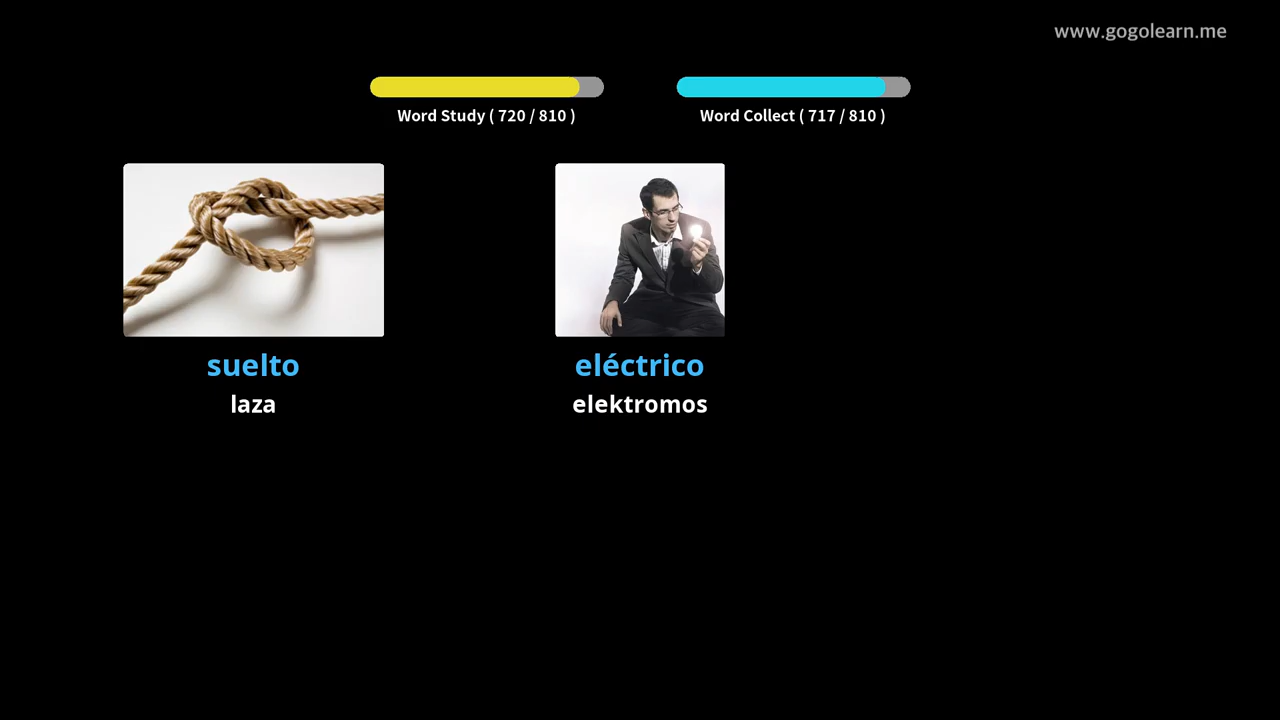 www.gogolearn.me
Word Study ( 720 / 810 )
Word Collect ( 717 / 810 )
suelto
laza
eléctrico
elektromos